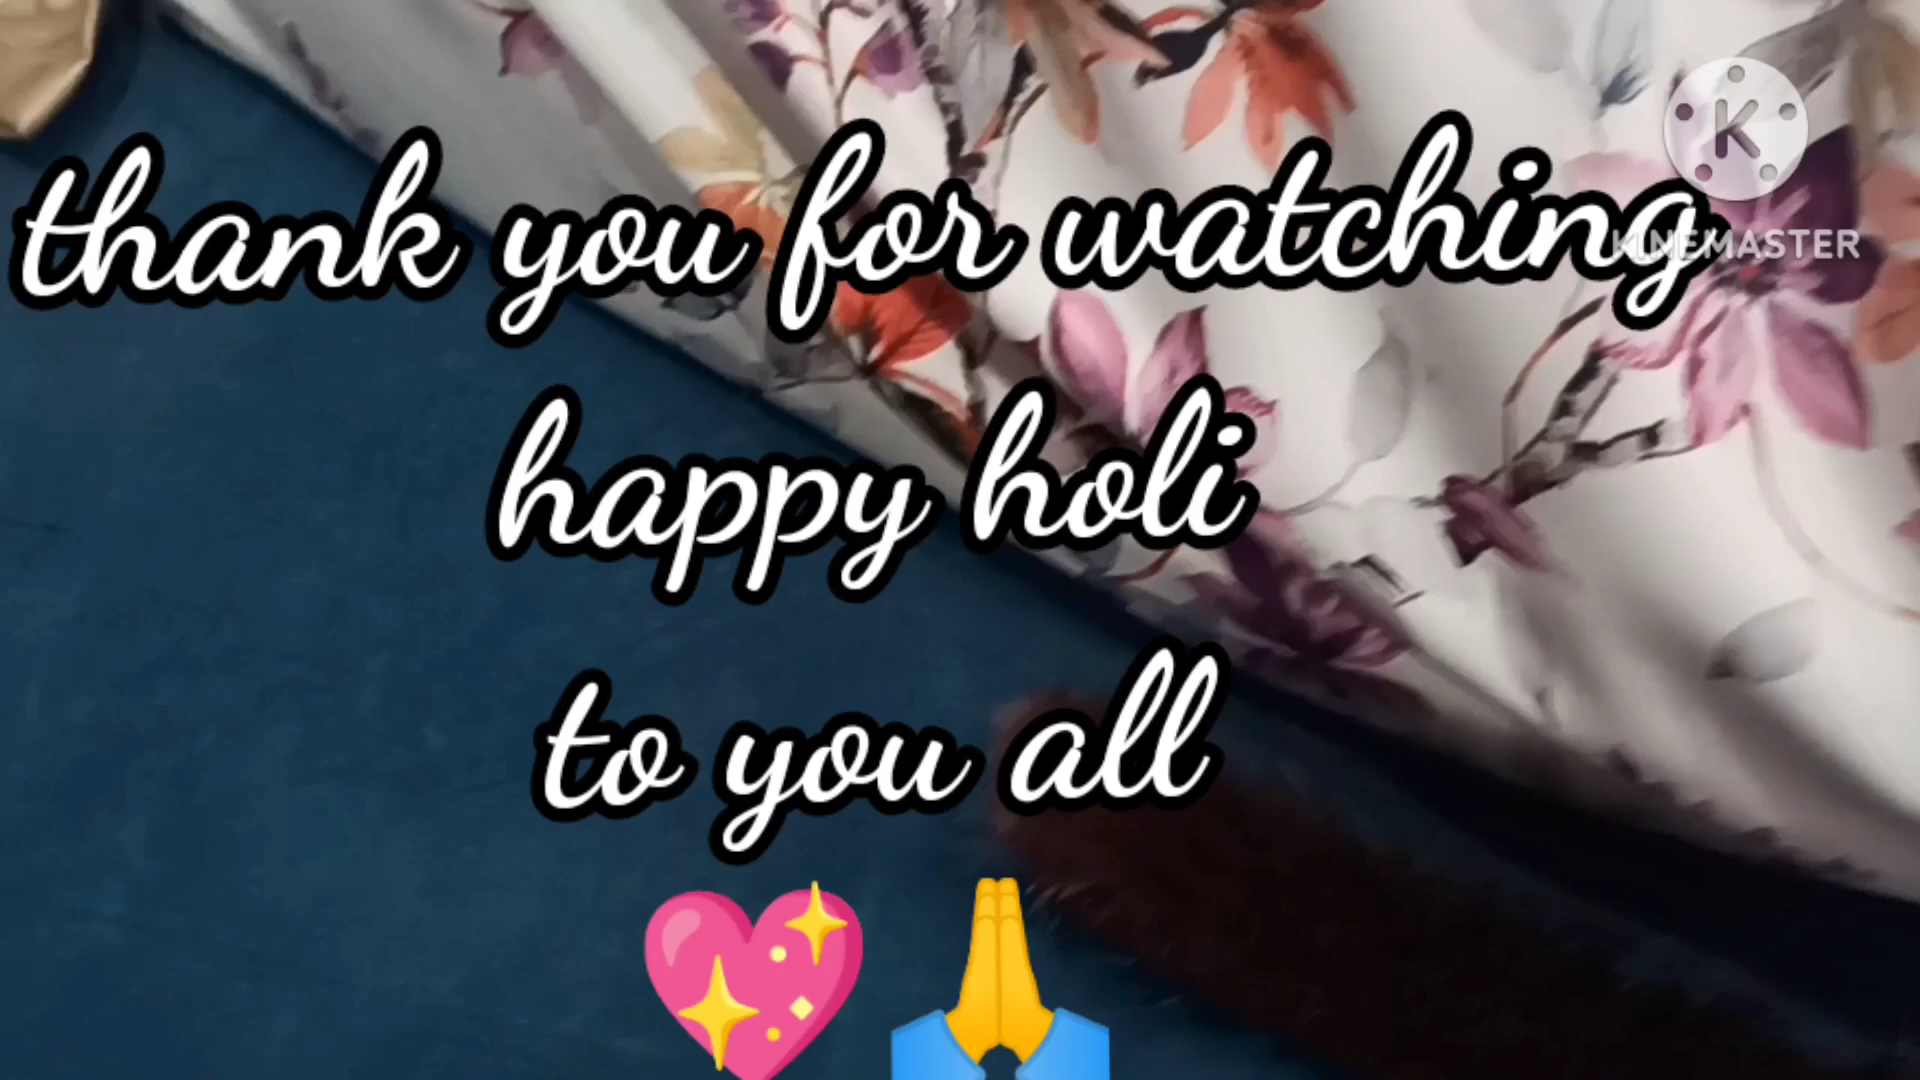 K
KINEMASTER
thank you for watching
happy holi
to you all
💖🙏